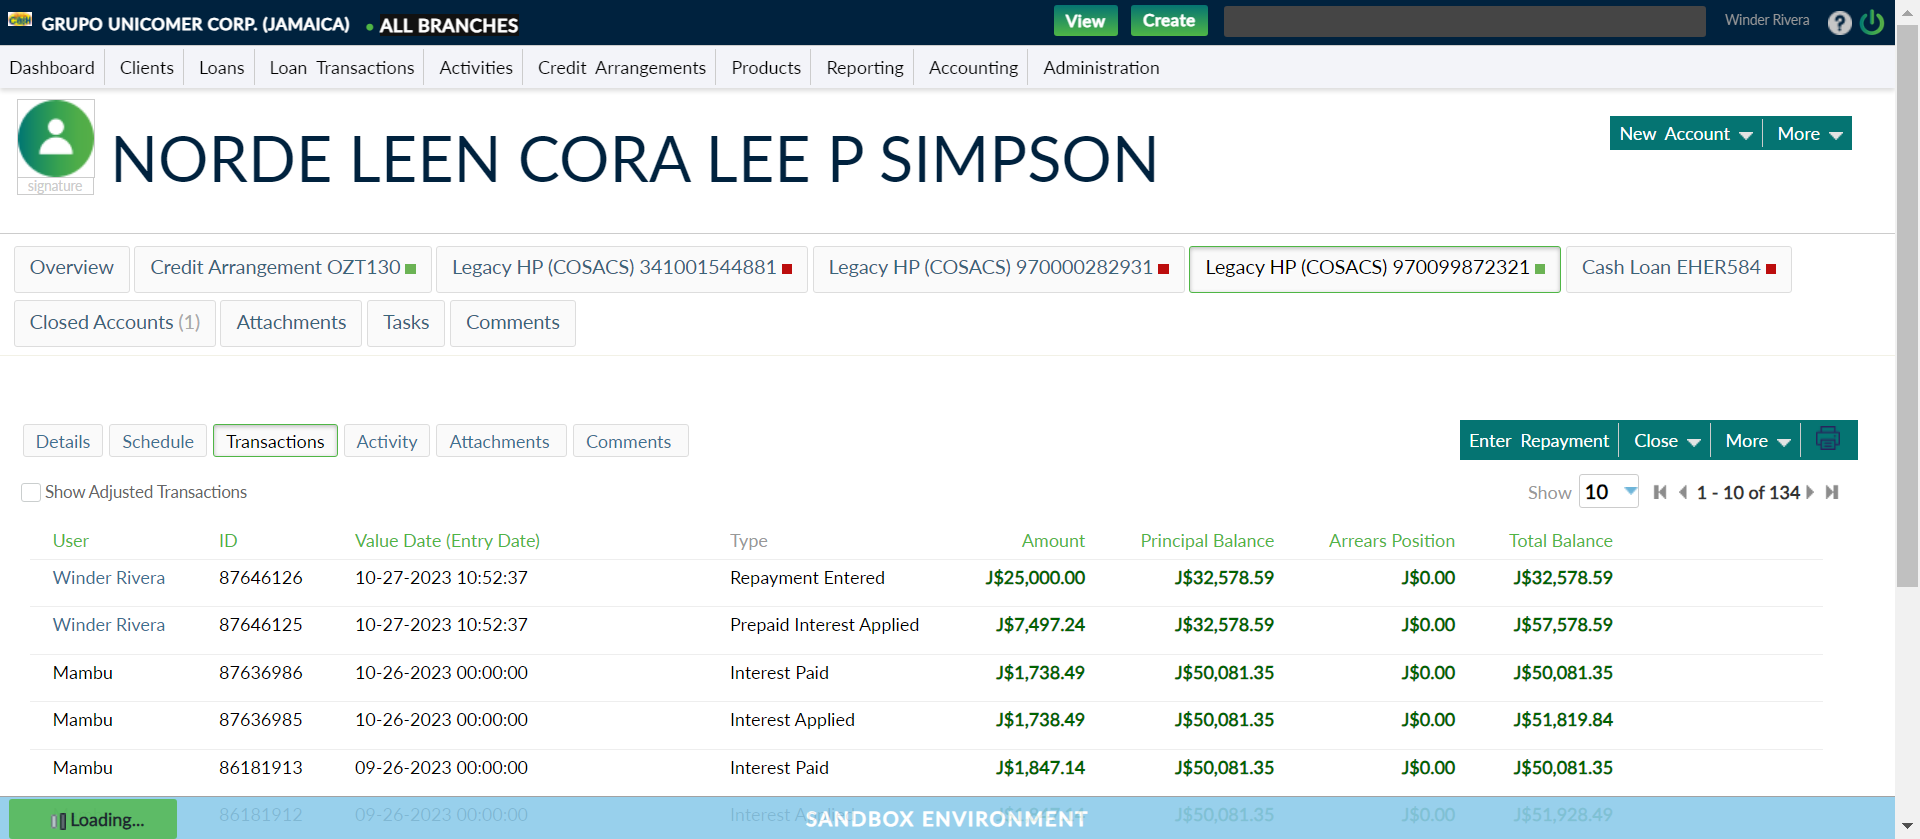 Cash GRUPO UNICOMER CORP. (JAMAICA) • ALL BRANCHES View Create Winder Rivera ?
Dashboard Clients Loans Loan Transactions Activities Credit Arrangements Products Reporting Accounting Administration
signature
NORDE LEEN CORA LEE P SIMPSON
New Account More
Overview Credit Arrangement OZT130 Legacy HP (COSACS) 341001544881 Legacy HP (COSACS) 970000282931 Legacy HP (COSACS) 970099872321 Cash Loan EHER584
Closed Accounts (1) Attachments Tasks Comments
Details Schedule Transactions Activity Attachments Comments Enter Repayment Close More
Show Adjusted Transactions Show 10 1 - 10 of 134
User ID Value Date (Entry Date) Type Amount Principal Balance Arrears Position Total Balance
Winder Rivera 87646126 10-27-2023 10:52:37 Repayment Entered J$25,000.00 J$32,578.59 J$0.00 J$32,578.59
Winder Rivera 87646125 10-27-2023 10:52:37 Prepaid Interest Applied J$7,497.24 J$32,578.59 J$0.00 J$57,578.59
Mambu 87636986 10-26-2023 00:00:00 Interest Paid J$1,738.49 J$50,081.35 J$0.00 J$50,081.35
Mambu 87636985 10-26-2023 00:00:00 Interest Applied J$1,738.49 J$50,081.35 J$0.00 J$51,819.84
Mambu 86181913 09-26-2023 00:00:00 Interest Paid J$1,847.14 J$50,081.35 J$0.00 J$50,081.35
86181912 09-26-2023 00:00:00 Interest J$50,081.35 J$0.00 J$51,928.49
Loading... SANDBOX ENVIRONMENT